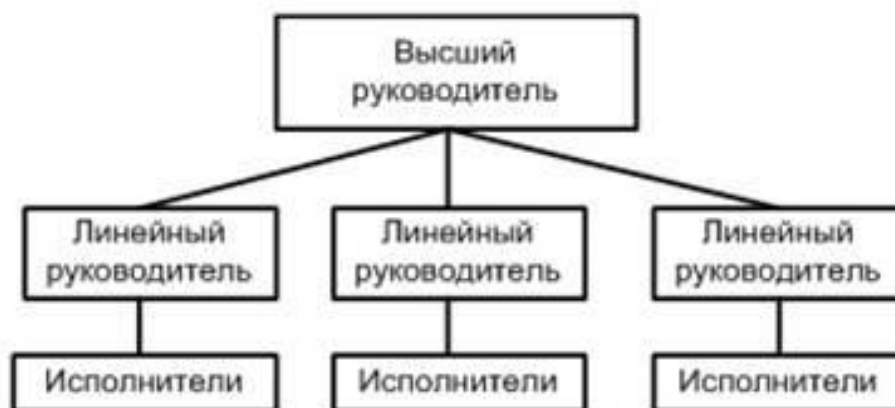 Высший
руководитель
Линейный
руководитель
Линейный
руководитель
Линейный
руководитель
Исполнители
Исполнители
Исполнители